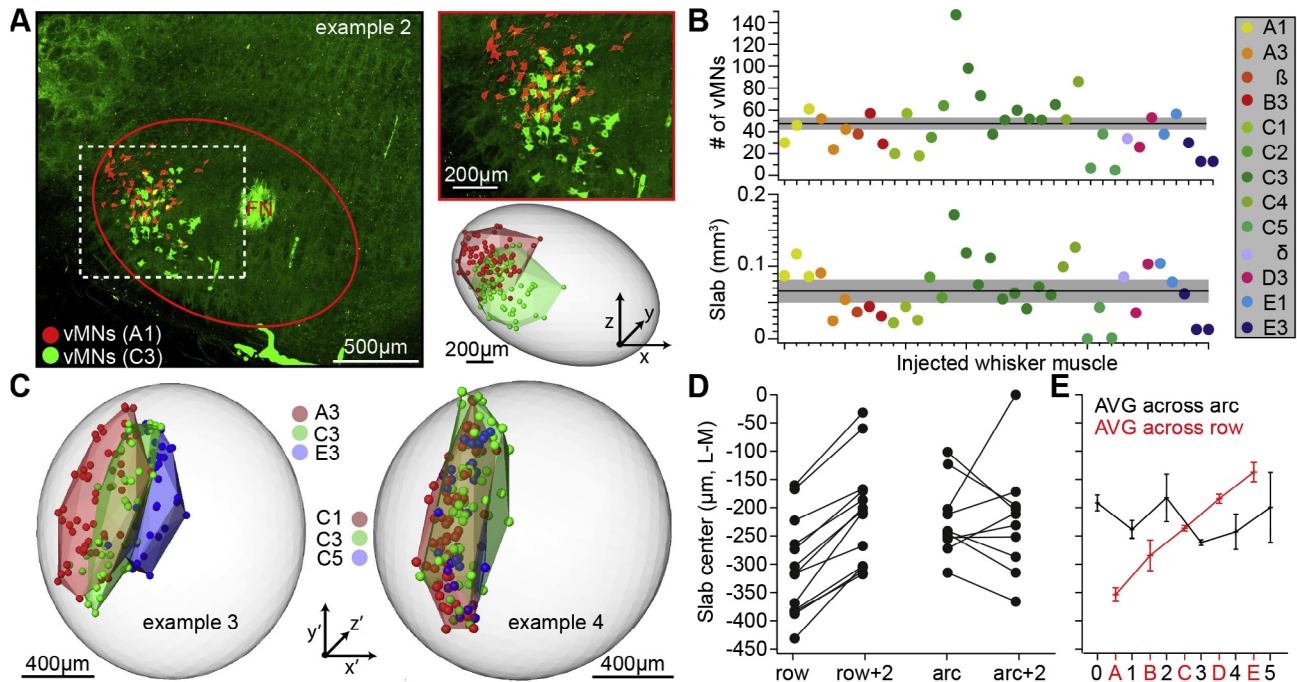 A
example 2
FN
vMNs (A1)
vMNs (C3)
500µm
200µm
200µm
z
y
x
B
# of vMNs
140
120
100
80
60
40
20
0
Slab (mm³)
0.2
0.1
0
Injected whisker muscle
A1
A3
ß
B3
C1
C2
C3
C4
C5
δ
D3
E1
E3
C
A3
C3
E3
C1
C3
C5
example 3
example 4
400µm
400µm
y′
z′
x′
D
Slab center (µm, L-M)
0
-50
-100
-150
-200
-250
-300
-350
-400
-450
row row+2 arc arc+2
E
AVG across arc
AVG across row
0 A 1 B 2 C 3 D 4 E 5